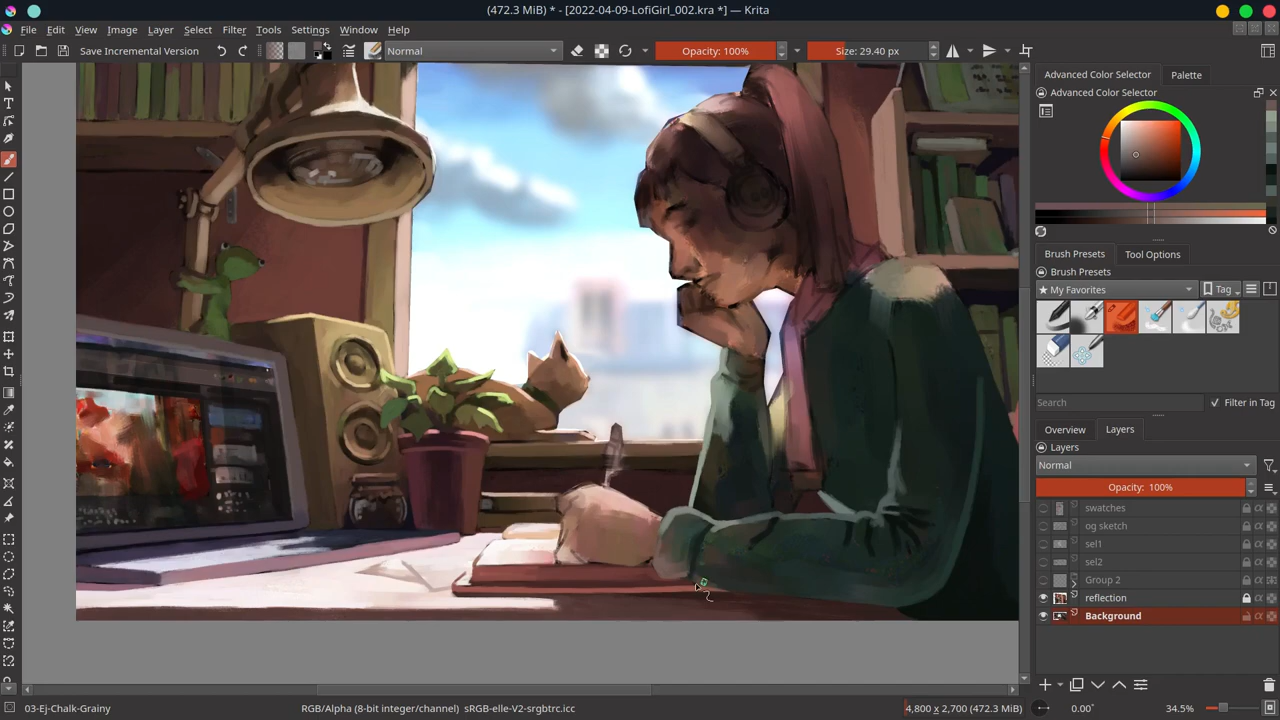 (472.3 MiB) * - [2022-04-09-LofiGirl_002.kra *] — Krita
File Edit View Image Layer Select Filter Tools Settings Window Help
Save Incremental Version Normal Opacity: 100% Size: 29.40 px
Advanced Color Selector Palette
Advanced Color Selector
Brush Presets Tool Options
Brush Presets
My Favorites Tag
Search Filter in Tag
Overview Layers
Layers
Normal
Opacity: 100%
swatches
og sketch
sel1
sel2
Group 2
reflection
Background
03-Ej-Chalk-Grainy RGB/Alpha (8-bit integer/channel) sRGB-elle-V2-srgbtrc.icc 4,800 x 2,700 (472.3 MiB) 0.00° 34.5%